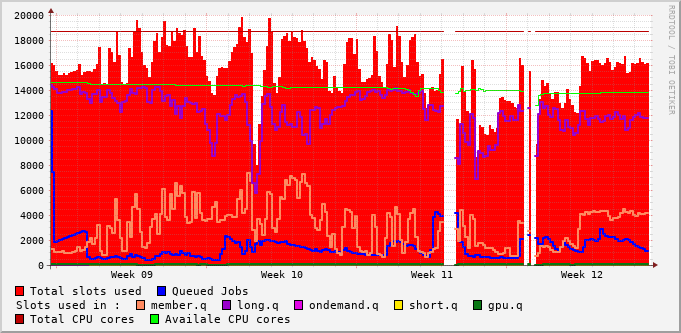 20000
18000
16000
14000
12000
10000
8000
6000
4000
2000
0
Week 09 Week 10 Week 11 Week 12
Total slots used Queued Jobs
Slots used in : member.q long.q ondemand.q short.q gpu.q
Total CPU cores Availale CPU cores
RRDTOOL / TOBI OETIKER